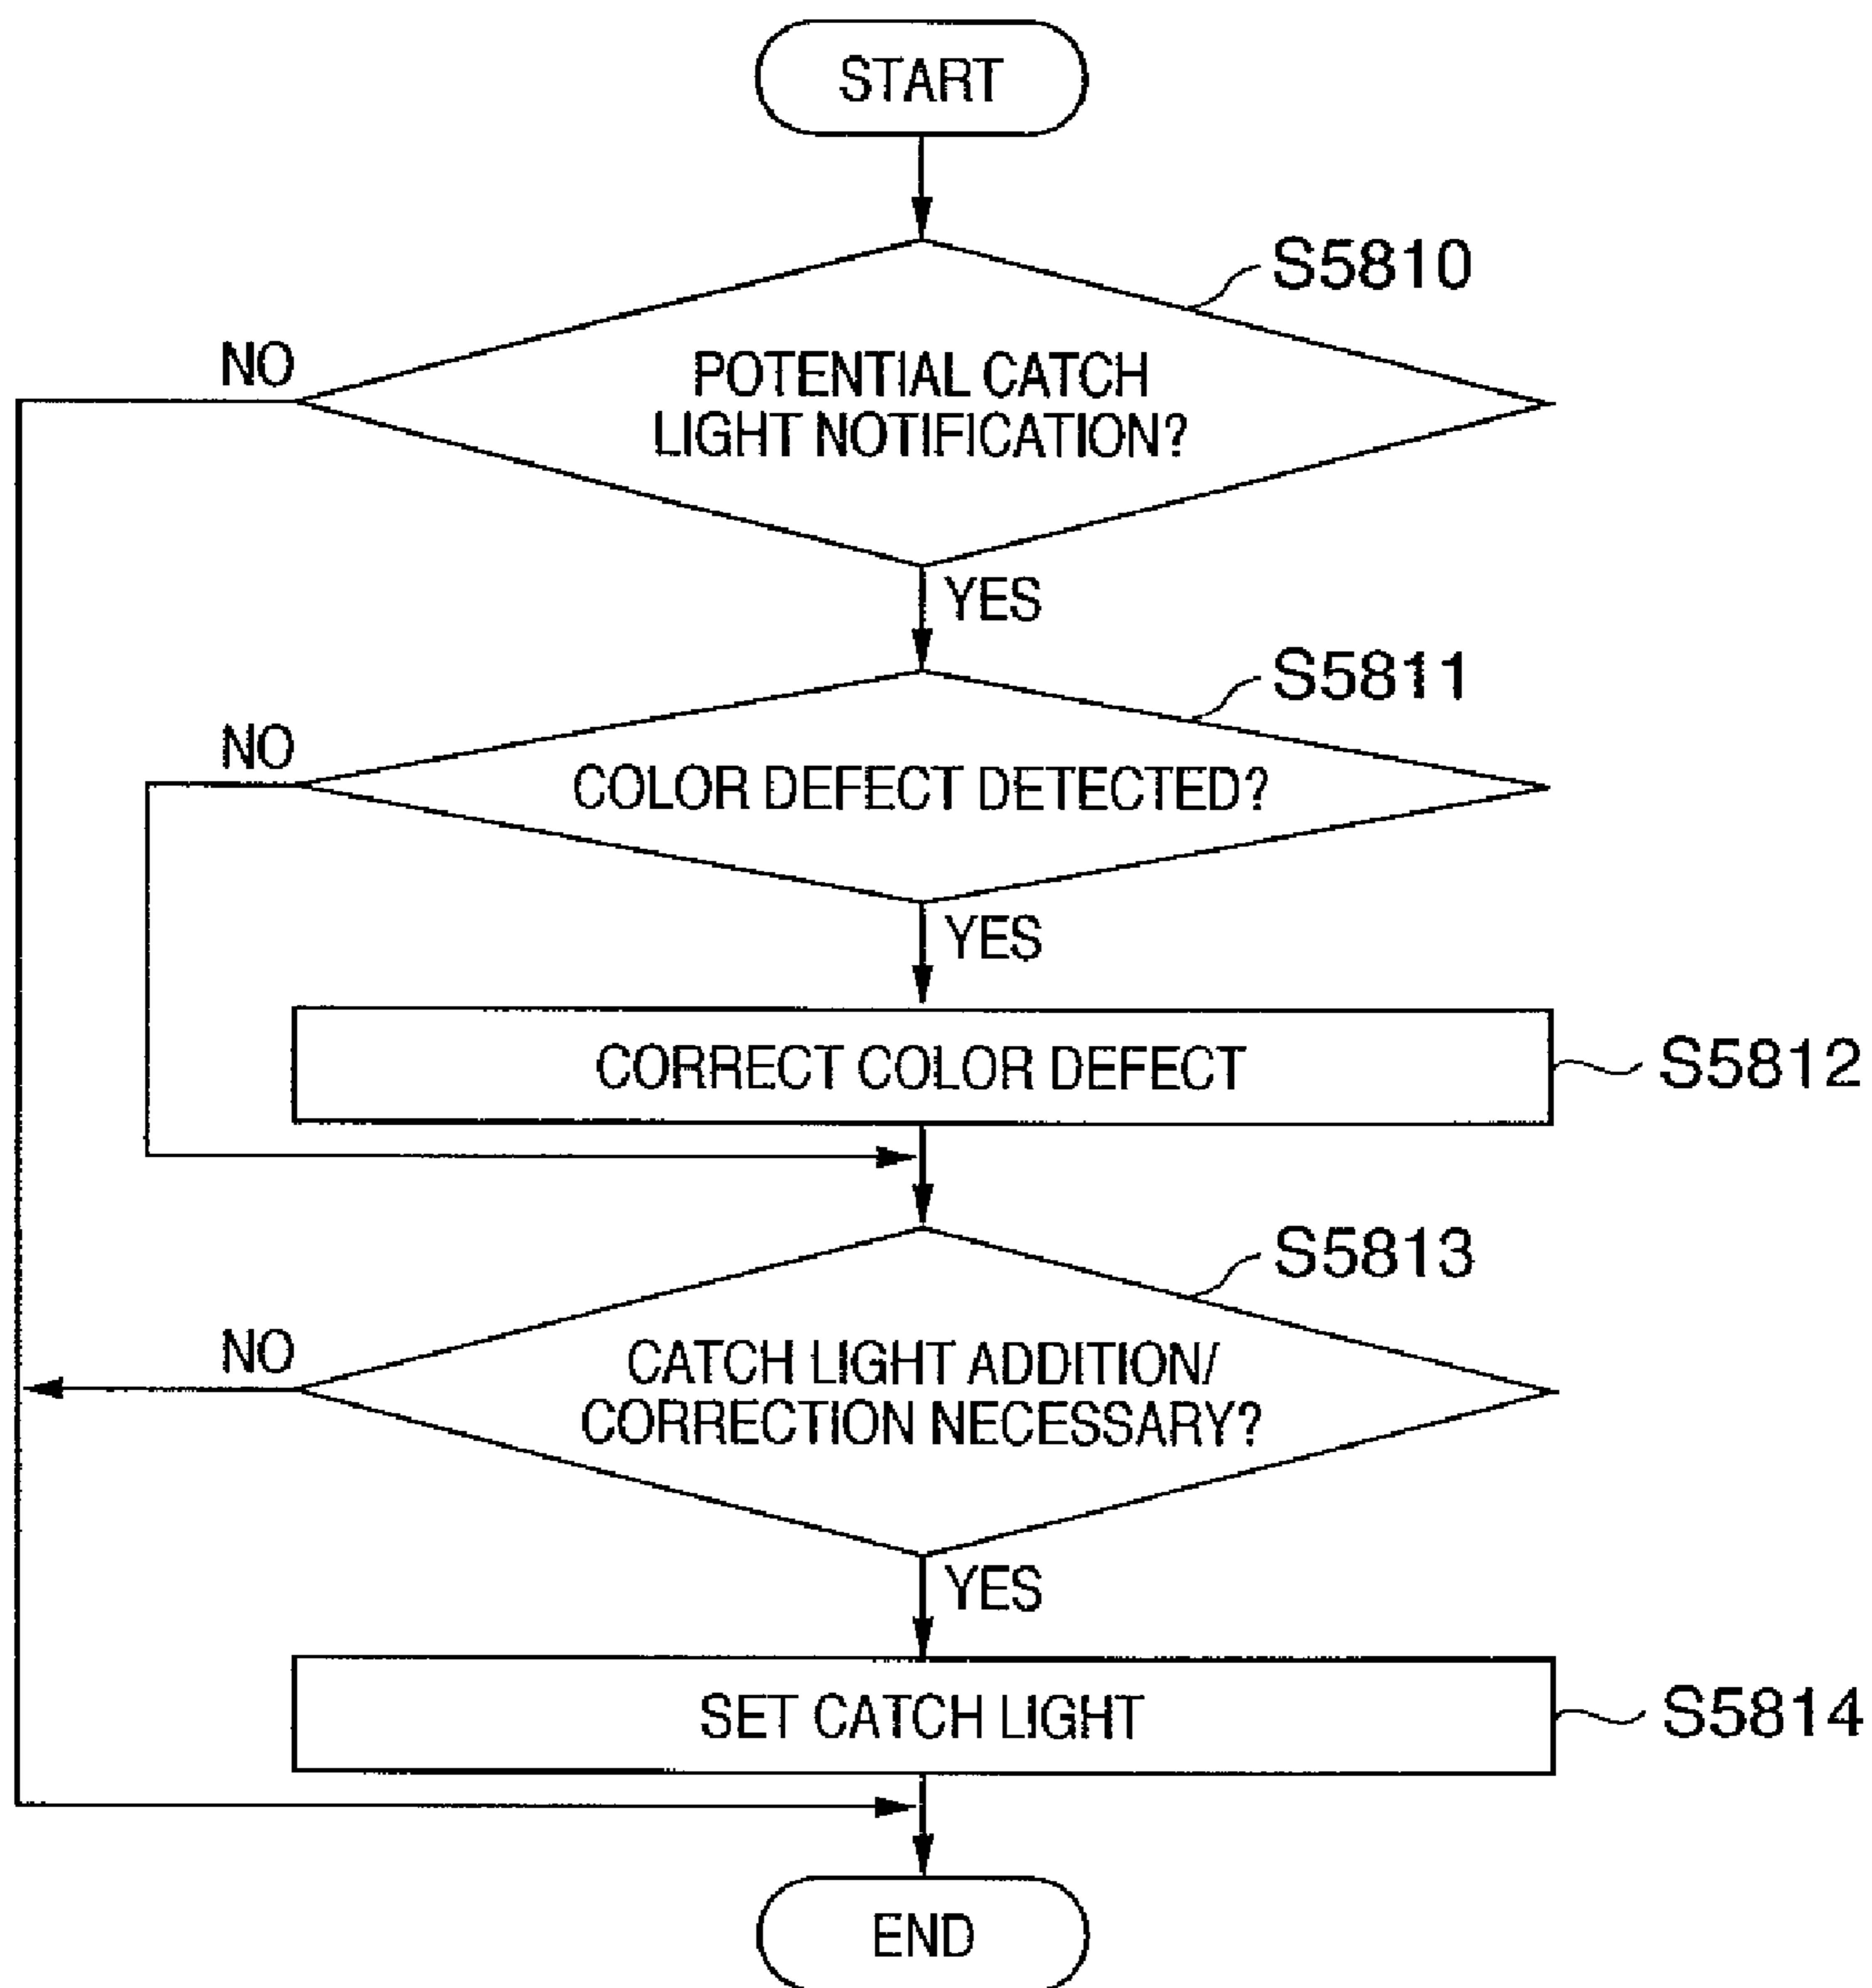 START
S5810
NO
POTENTIAL CATCH
LIGHT NOTIFICATION?
YES
S5811
NO
COLOR DEFECT DETECTED?
YES
CORRECT COLOR DEFECT
S5812
S5813
NO
CATCH LIGHT ADDITION/
CORRECTION NECESSARY?
YES
SET CATCH LIGHT
S5814
END